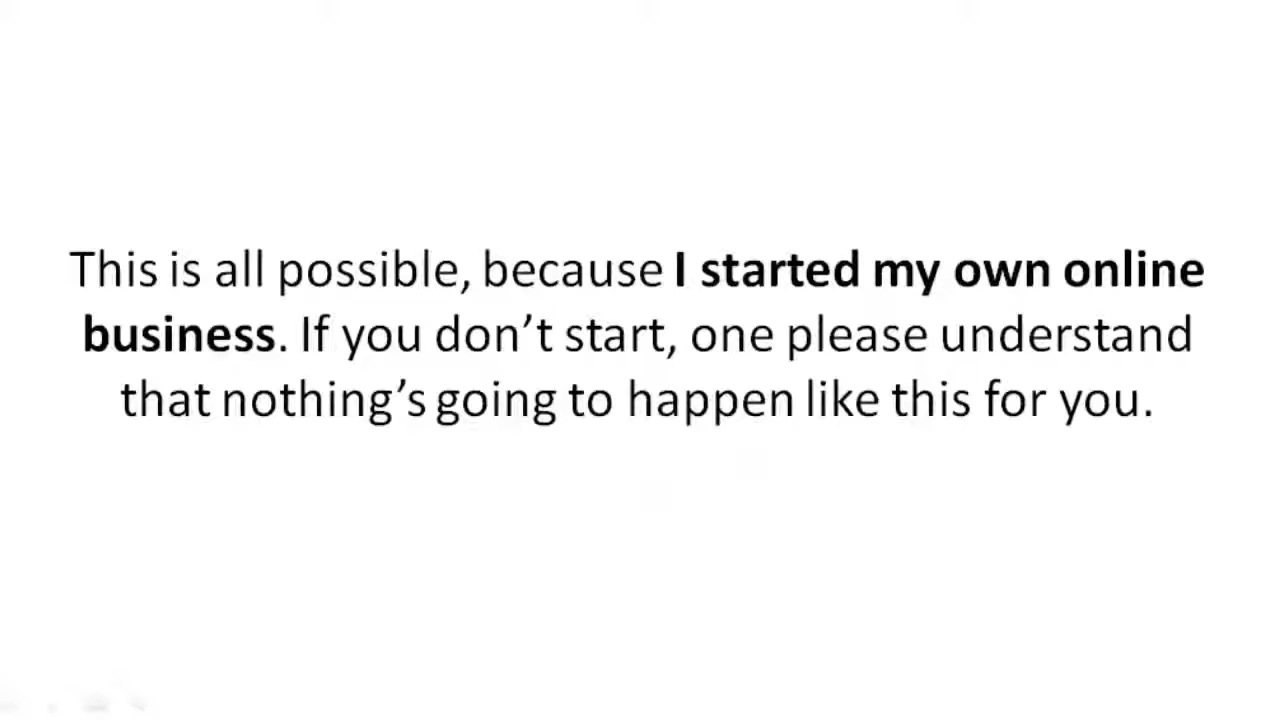 This is all possible, because I started my own online
business. If you don’t start, one please understand
that nothing’s going to happen like this for you.